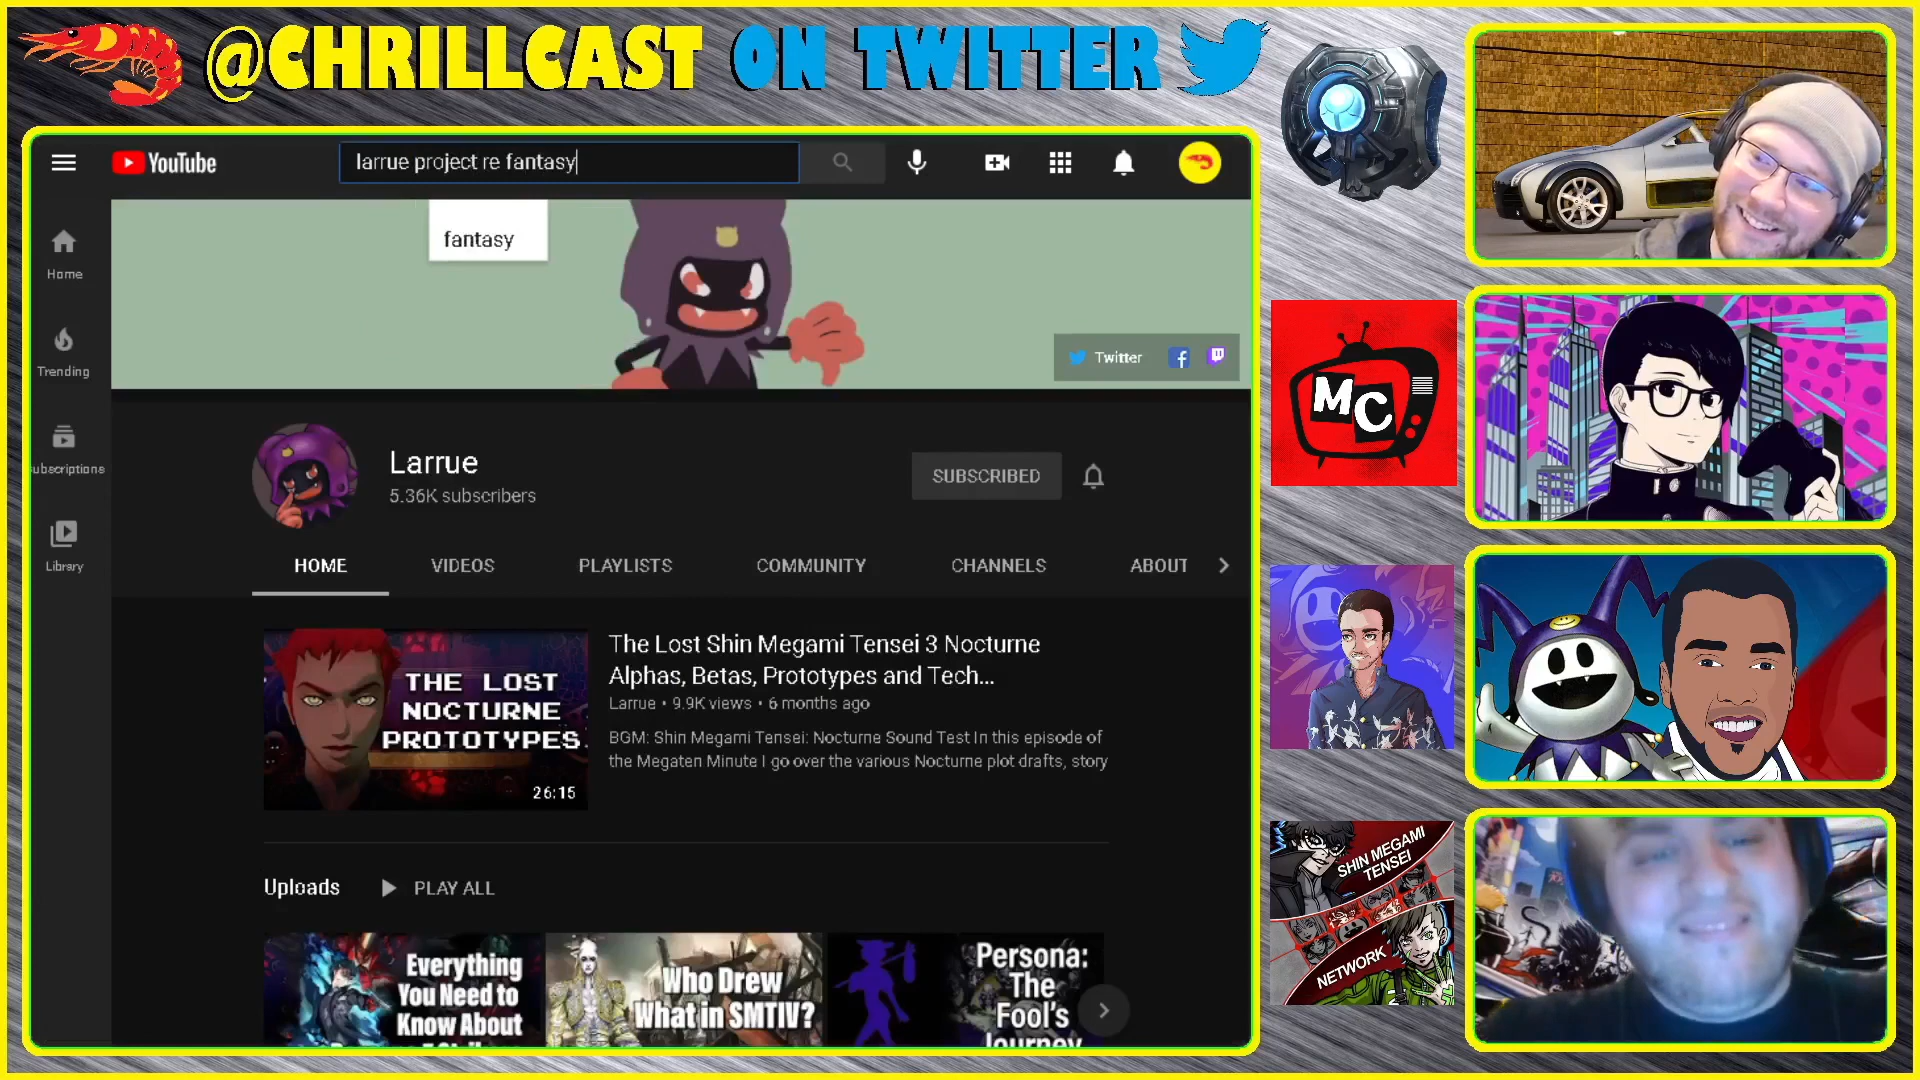 @CHRILLCAST ON TWITTER
YouTube
larrue project re fantasy
fantasy
Home
Trending
ubscriptions
Library
Twitter
Larrue
5.36K subscribers
SUBSCRIBED
HOME
VIDEOS
PLAYLISTS
COMMUNITY
CHANNELS
ABOUT
THE LOST
NOCTURNE
PROTOTYPES
26:15
The Lost Shin Megami Tensei 3 Nocturne
Alphas, Betas, Prototypes and Tech...
Larrue • 9.9K views • 6 months ago
BGM: Shin Megami Tensei: Nocturne Sound Test In this episode of
the Megaten Minute I go over the various Nocturne plot drafts, story
Uploads
PLAY ALL
Everything
You Need to
Know About
Who Drew
What in SMTIV?
Persona:
The
Fool's
Journey
MC
SHIN MEGAMI
TENSEI
NETWORK